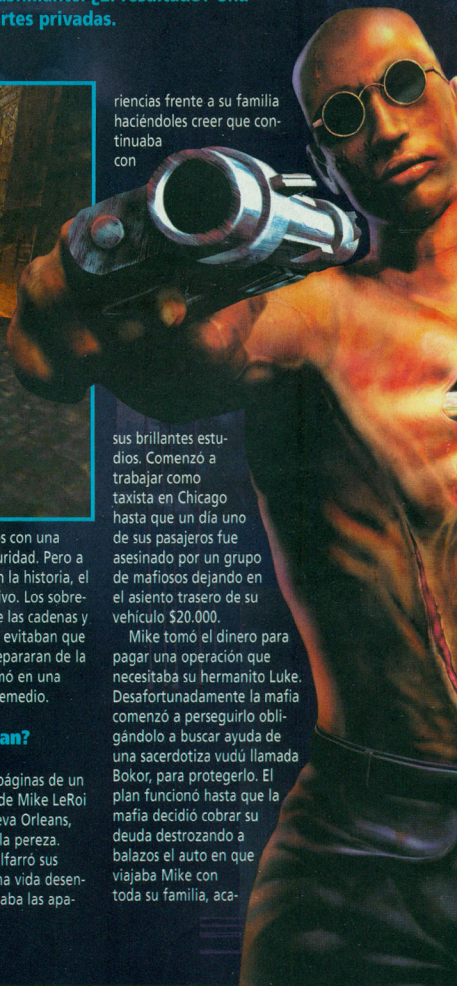 rtes privadas.
s con una
uridad. Pero a
n la historia, el
ivo. Los sobre-
e las cadenas y
evitaban que
epararan de la
mó en una
emedio.
an?
páginas de un
de Mike LeRoi
eva Orleans,
la pereza.
lfarró sus
na vida desen-
aba las apa-
riencias frente a su familia
haciéndoles creer que con-
tinuaba
con
sus brillantes estu-
dios. Comenzó a
trabajar como
taxista en Chicago
hasta que un día uno
de sus pasajeros fue
asesinado por un grupo
de mafiosos dejando en
el asiento trasero de su
vehículo $20.000.
Mike tomó el dinero para
pagar una operación que
necesitaba su hermanito Luke.
Desafortunadamente la mafia
comenzó a perseguirlo obli-
gándolo a buscar ayuda de
una sacerdotiza vudú llamada
Bokor, para protegerlo. El
plan funcionó hasta que la
mafia decidió cobrar su
deuda destrozando a
balazos el auto en que
viajaba Mike con
toda su familia, aca-